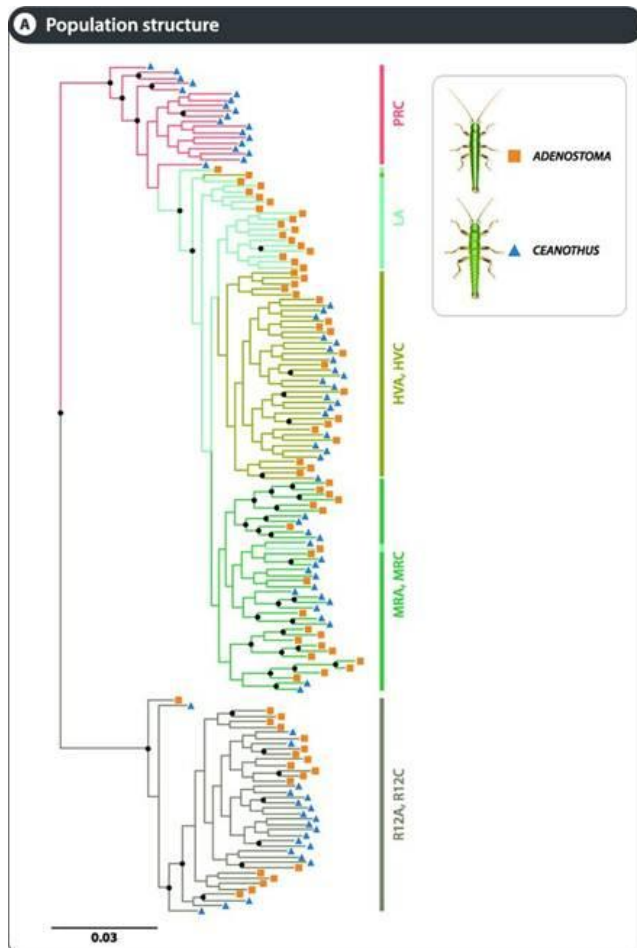 A Population structure
PRC
LA
HVA, HVC
MRA, MRC
R12A, R12C
ADENOSTOMA
CEANOTHUS
0.03